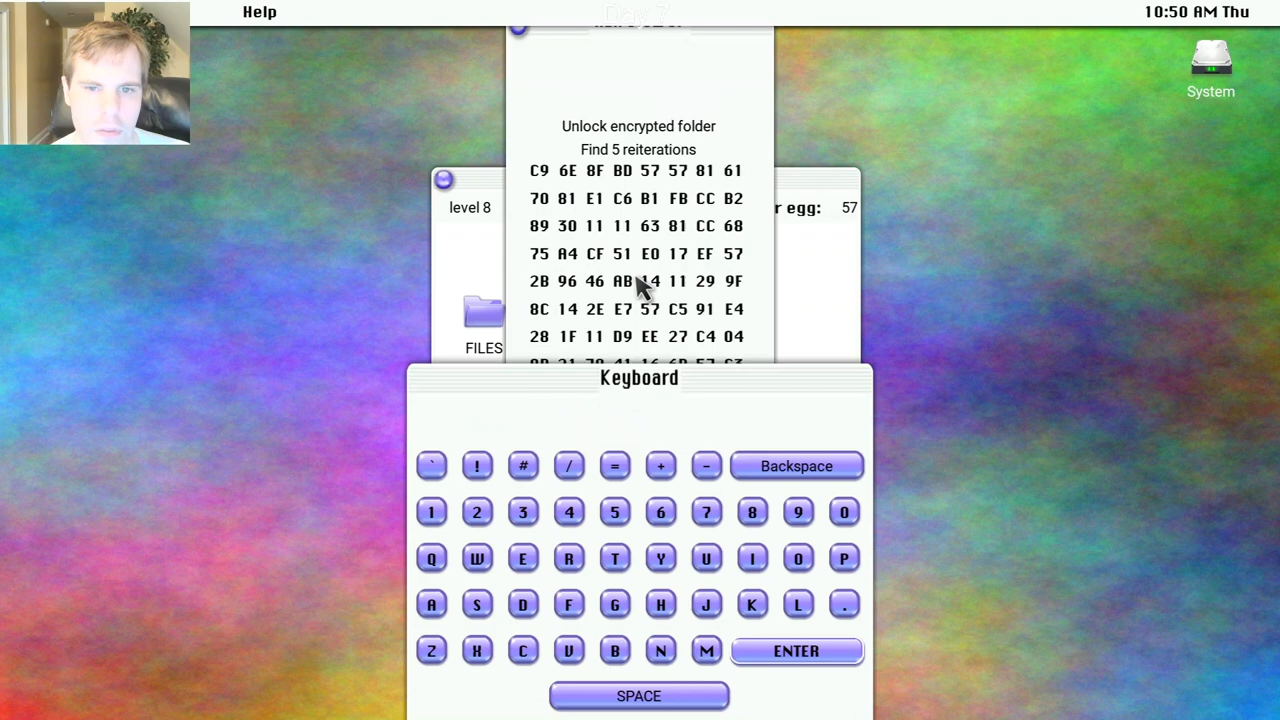 Help
10:50 AM Thu
System
Unlock encrypted folder
Find 5 reiterations
C9 6E 8F BD 57 57 81 61
70 81 E1 C6 B1 FB CC B2
level 8
r egg: 57
89 30 11 11 63 81 CC 68
75 A4 CF 51 E0 17 EF 57
2B 96 46 AB 14 11 29 9F
8C 14 2E E7 57 C5 91 E4
28 1F 11 D9 EE 27 C4 04
FILES
Keyboard
` ! # / = + - Backspace
1 2 3 4 5 6 7 8 9 0
Q W E R T Y U I O P
A S D F G H J K L .
Z X C V B N M ENTER
SPACE